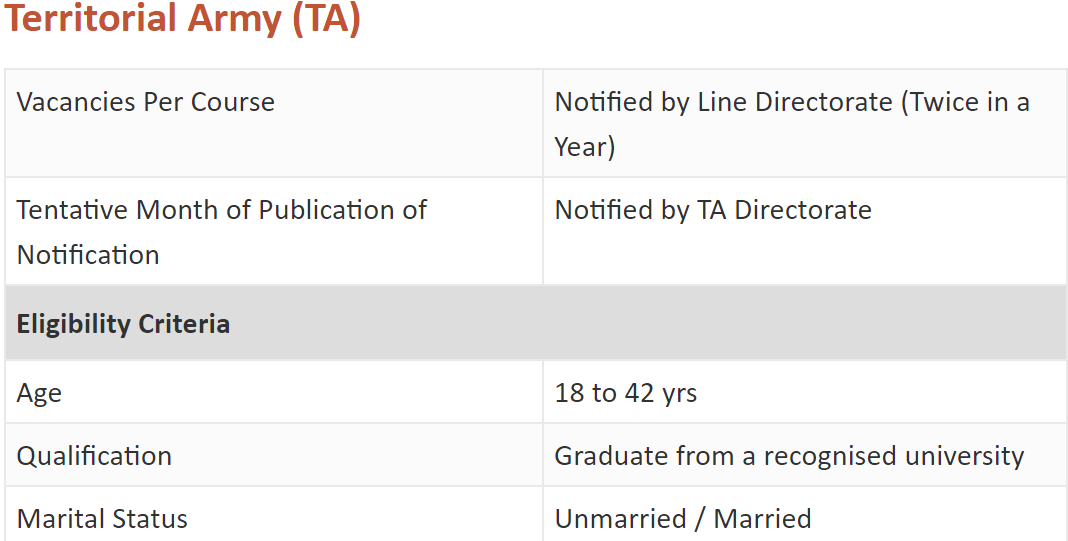 Territorial Army (TA)
Vacancies Per Course
Notified by Line Directorate (Twice in a
Year)
Tentative Month of Publication of
Notification
Notified by TA Directorate
Eligibility Criteria
Age
18 to 42 yrs
Qualification
Graduate from a recognised university
Marital Status
Unmarried / Married